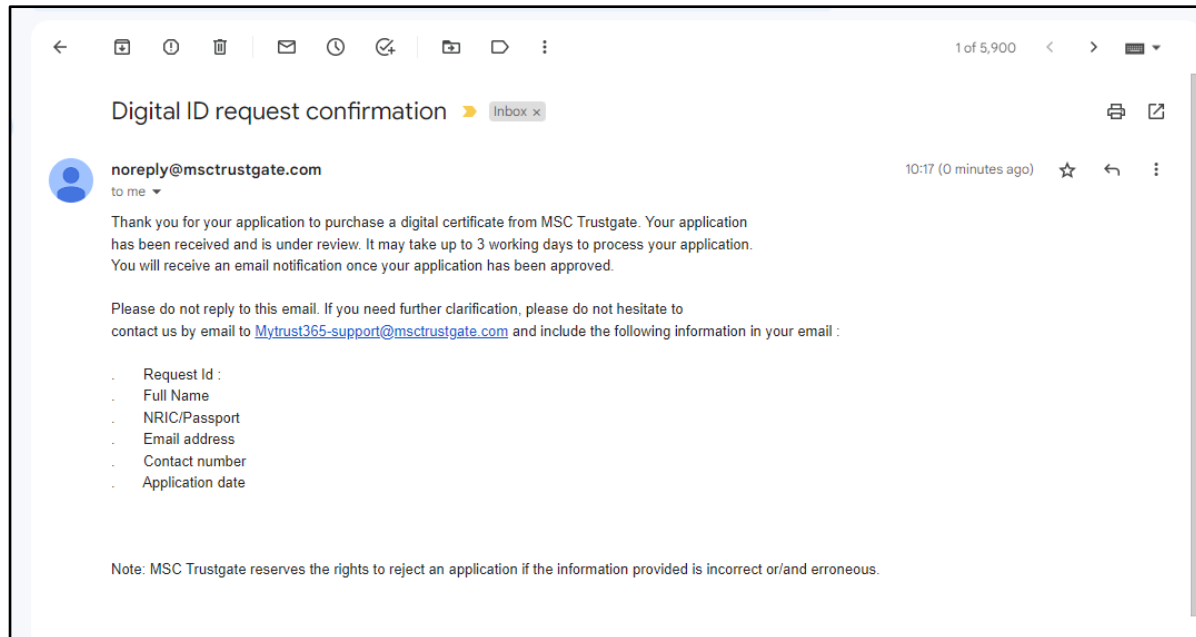 1 of 5,900
Digital ID request confirmation Inbox ×
noreply@msctrustgate.com 10:17 (0 minutes ago)
to me
Thank you for your application to purchase a digital certificate from MSC Trustgate. Your application
has been received and is under review. It may take up to 3 working days to process your application.
You will receive an email notification once your application has been approved.
Please do not reply to this email. If you need further clarification, please do not hesitate to
contact us by email to Mytrust365-support@msctrustgate.com and include the following information in your email :
. Request Id :
. Full Name
. NRIC/Passport
. Email address
. Contact number
. Application date
Note: MSC Trustgate reserves the rights to reject an application if the information provided is incorrect or/and erroneous.